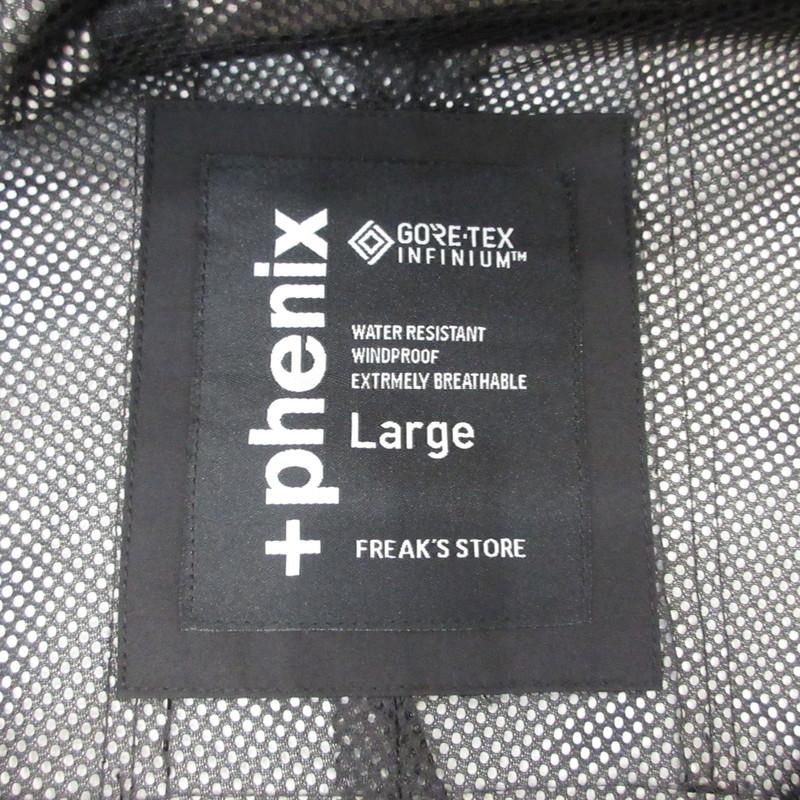 +phenix
GORE-TEX
INFINIUM™
WATER RESISTANT
WINDPROOF
EXTRMELY BREATHABLE
Large
FREAK'S STORE